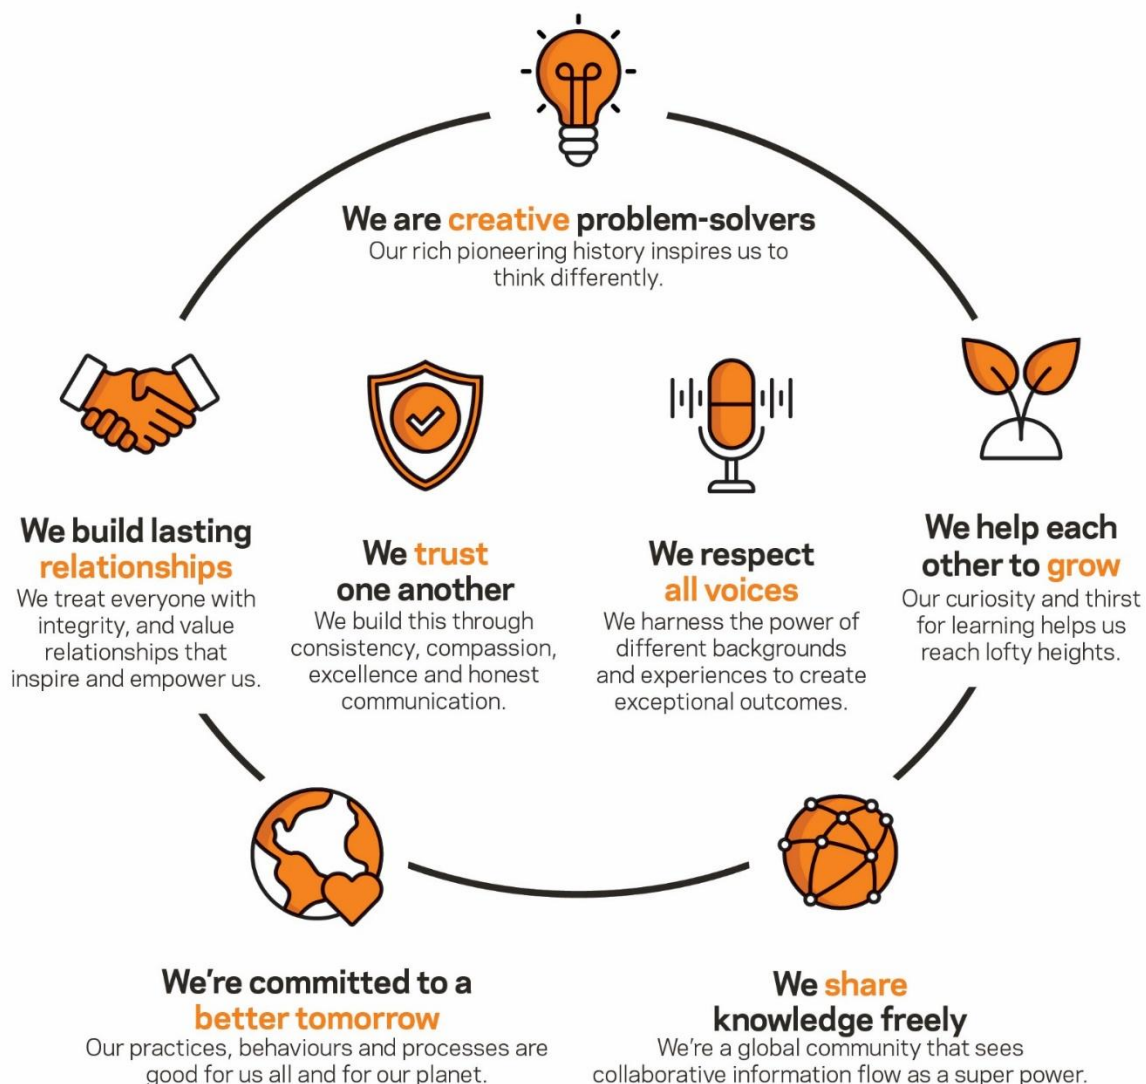 We are creative problem-solvers
Our rich pioneering history inspires us to
think differently.
We build lasting
relationships
We treat everyone with
integrity, and value
relationships that
inspire and empower us.
We trust
one another
We build this through
consistency, compassion,
excellence and honest
communication.
We respect
all voices
We harness the power of
different backgrounds
and experiences to create
exceptional outcomes.
We help each
other to grow
Our curiosity and thirst
for learning helps us
reach lofty heights.
We're committed to a
better tomorrow
Our practices, behaviours and processes are
good for us all and for our planet.
We share
knowledge freely
We're a global community that sees
collaborative information flow as a super power.